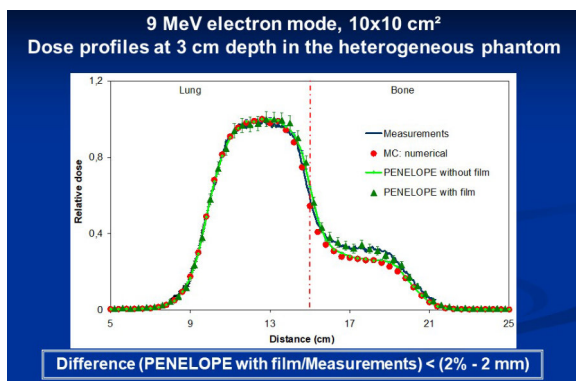 9 MeV electron mode, 10x10 cm²
Dose profiles at 3 cm depth in the heterogeneous phantom
1,2
Lung
Bone
Measurements
MC: numerical
PENELOPE without film
PENELOPE with film
0,8
Relative dose
0,4
0
5
9
13
17
21
25
Distance (cm)
Difference (PENELOPE with film/Measurements) < (2% - 2 mm)